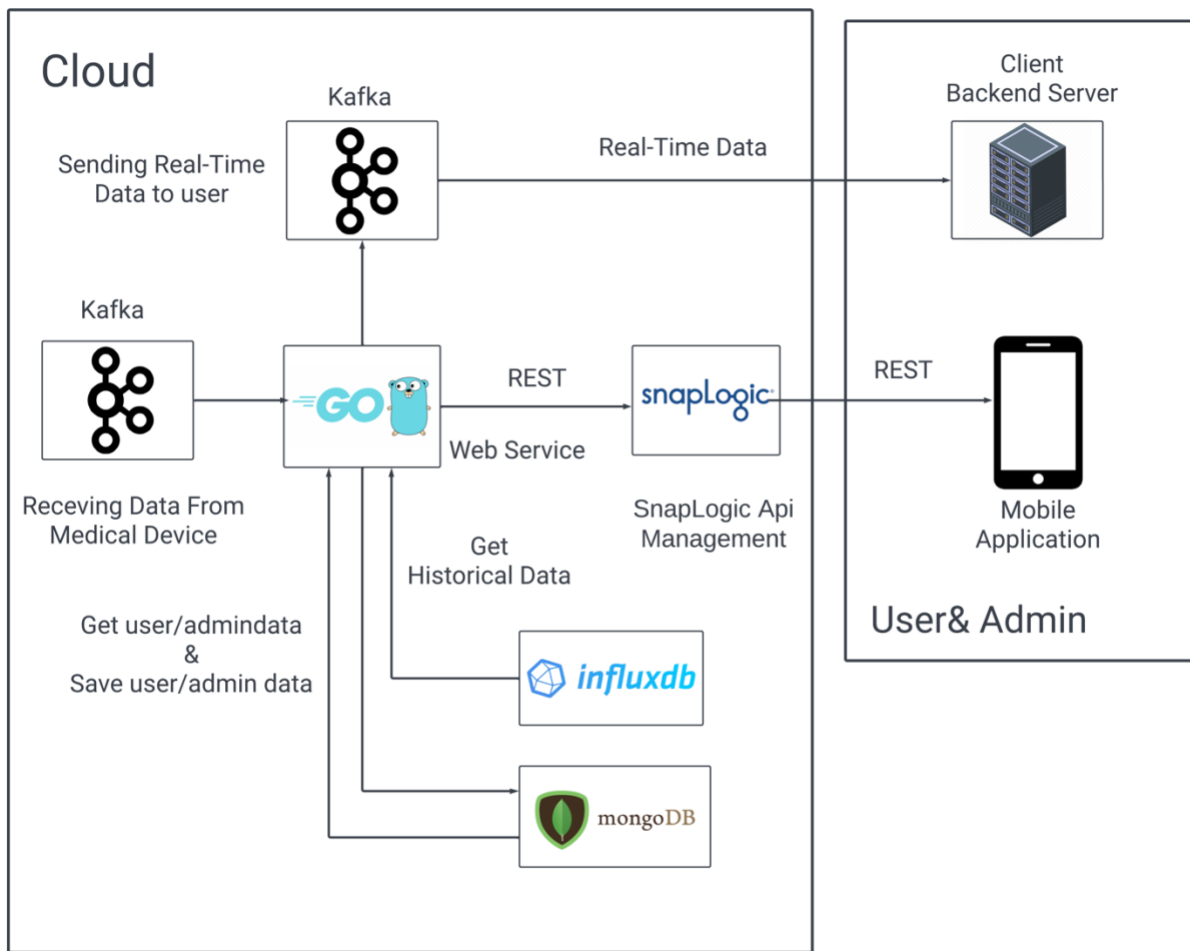 Cloud
Kafka
Sending Real-Time
Data to user
Real-Time Data
Client
Backend Server
Kafka
GO
REST
snapLogic
REST
Web Service
Receving Data From
Medical Device
SnapLogic Api
Management
Mobile
Application
Get
Historical Data
Get user/admindata
&
Save user/admin data
User& Admin
influxdb
mongoDB